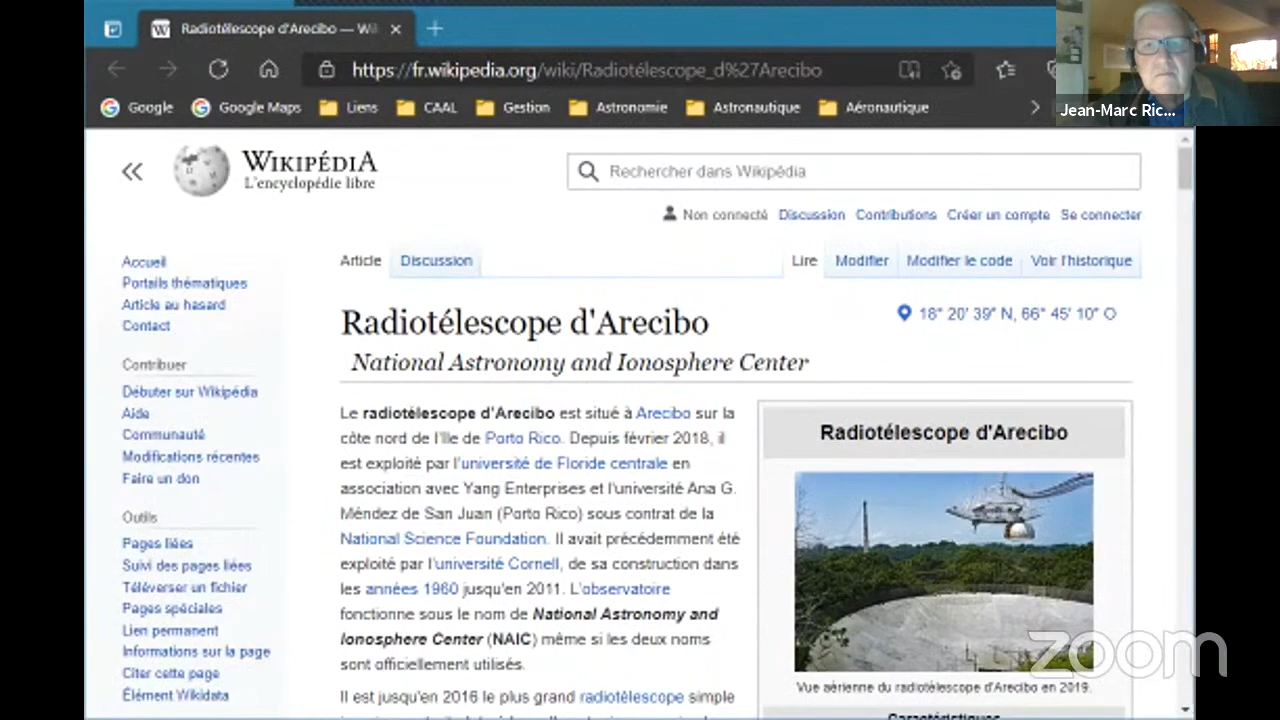 Radiotélescope d'Arecibo — Wi
https://fr.wikipedia.org/wiki/Radiotélescope_d%27Arecibo
Google
Google Maps
Liens
CAAL
Gestion
Astronomie
Astronautique
Aéronautique
Jean-Marc Ric...
WIKIPÉDIA
L'encyclopédie libre
Rechercher dans Wikipédia
Non connecté Discussion Contributions Créer un compte Se connecter
Accueil
Portails thématiques
Article au hasard
Contact
Contribuer
Débuter sur Wikipédia
Aide
Communauté
Modifications récentes
Faire un don
Outils
Pages liées
Suivi des pages liées
Téléverser un fichier
Pages spéciales
Lien permanent
Informations sur la page
Citer cette page
Élément Wikidata
Article Discussion
Lire Modifier Modifier le code Voir l'historique
Radiotélescope d'Arecibo
18° 20′ 39″ N, 66° 45′ 10″ O
National Astronomy and Ionosphere Center
Le radiotélescope d'Arecibo est situé à Arecibo sur la
côte nord de l'île de Porto Rico. Depuis février 2018, il
est exploité par l'université de Floride centrale en
association avec Yang Enterprises et l'université Ana G.
Méndez de San Juan (Porto Rico) sous contrat de la
National Science Foundation. Il avait précédemment été
exploité par l'université Cornell, de sa construction dans
les années 1960 jusqu'en 2011. L'observatoire
fonctionne sous le nom de National Astronomy and
Ionosphere Center (NAIC) même si les deux noms
sont officiellement utilisés.
Il est jusqu'en 2016 le plus grand radiotélescope simple
Radiotélescope d'Arecibo
Vue aérienne du radiotélescope d'Arecibo en 2019.
Caractéristiques
zoom